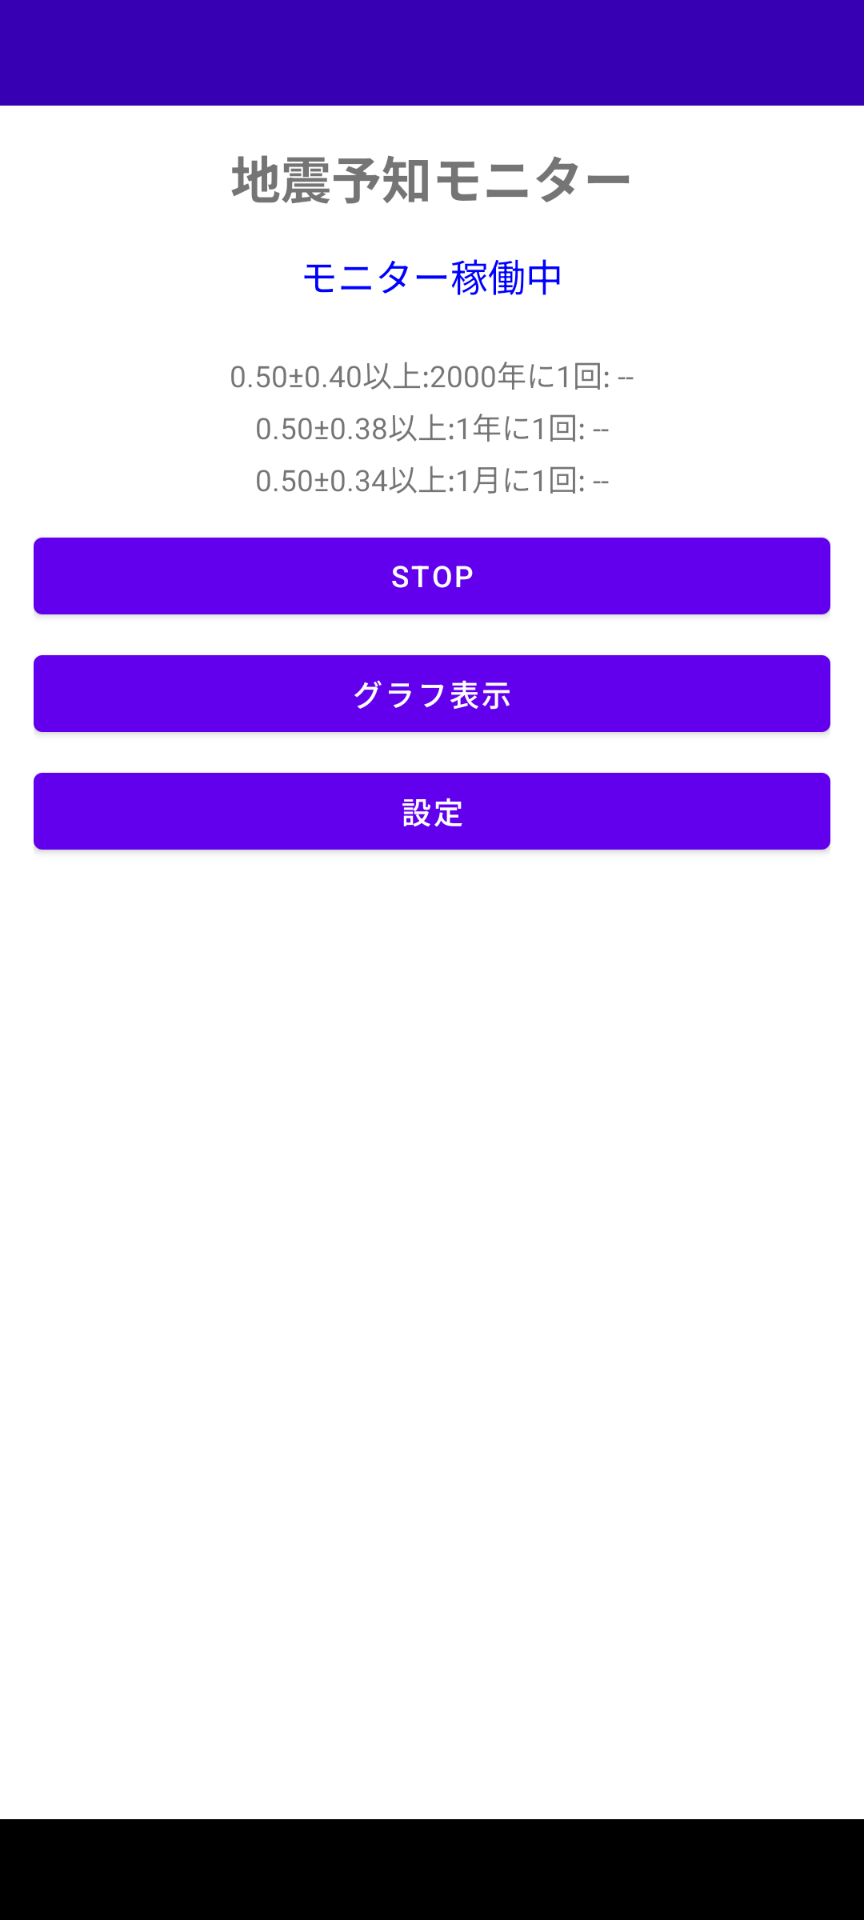 地震予知モニター
モニター稼働中
0.50±0.40以上:2000年に1回: --
0.50±0.38以上:1年に1回: --
0.50±0.34以上:1月に1回: --
STOP
グラフ表示
設定